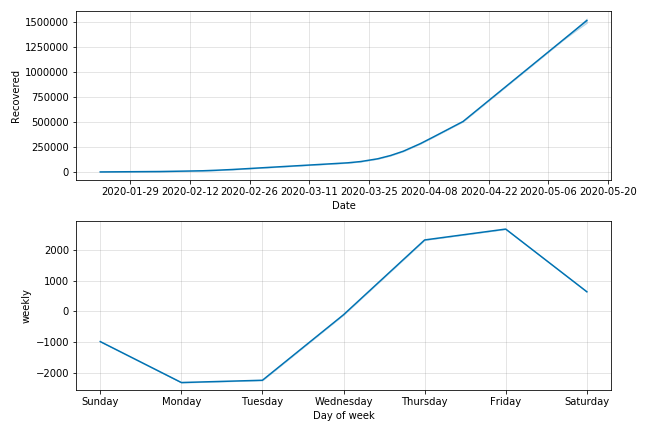 1500000
1250000
1000000
750000
500000
250000
0
Recovered
2020-01-29 2020-02-12 2020-02-26 2020-03-11 2020-03-25 2020-04-08 2020-04-22 2020-05-06 2020-05-20
Date
2000
1000
0
−1000
−2000
weekly
Sunday Monday Tuesday Wednesday Thursday Friday Saturday
Day of week